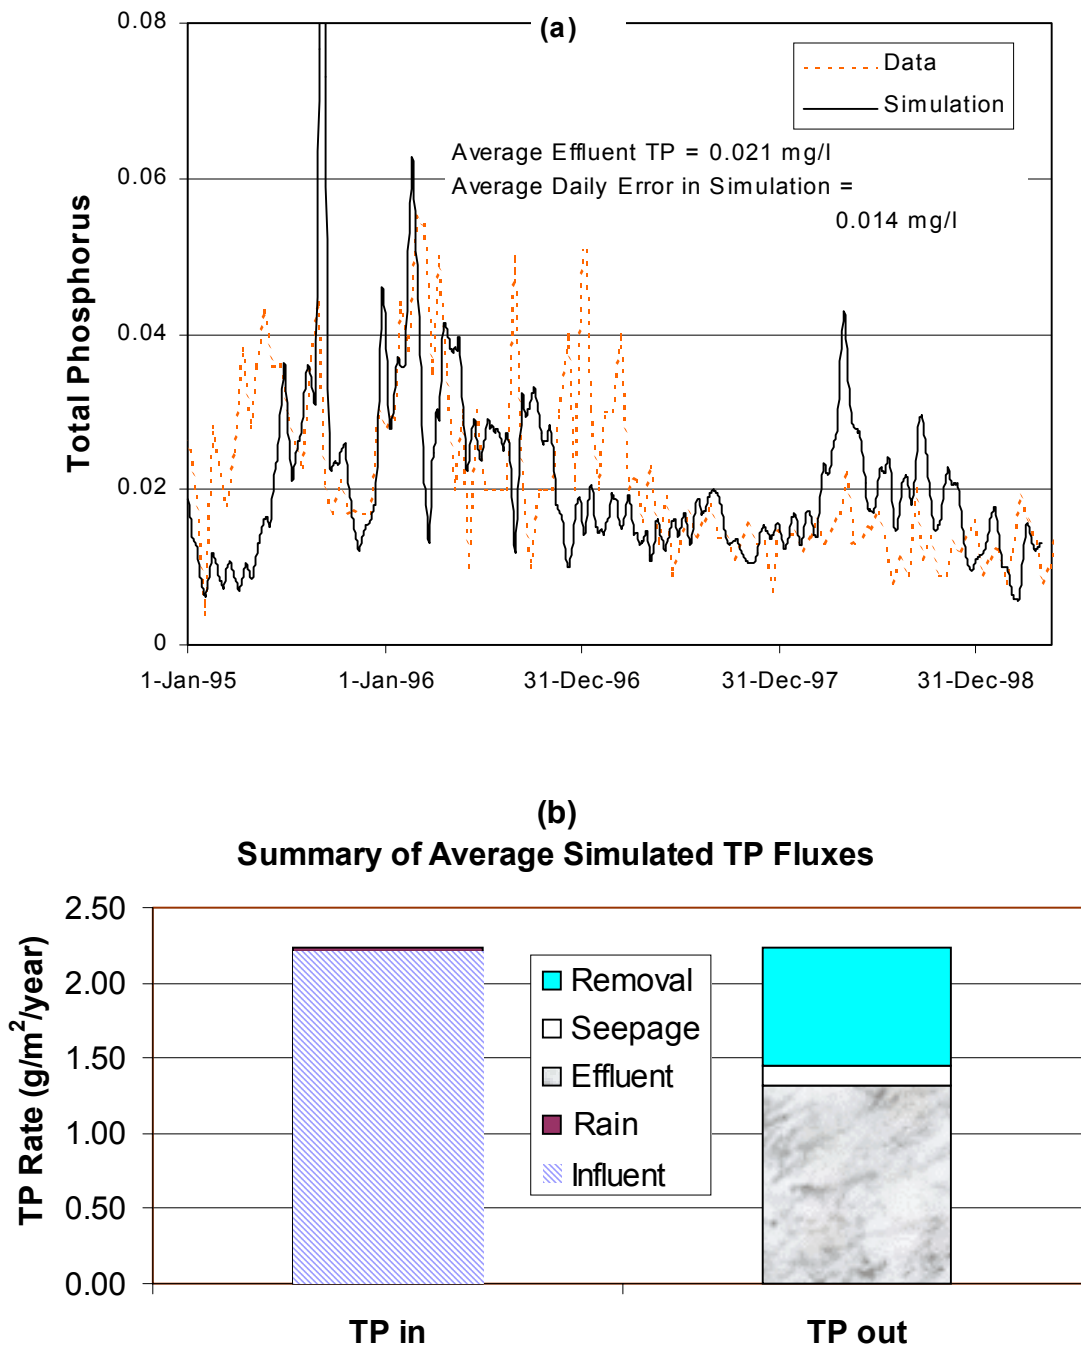 (a)
0.08
Data
Simulation
Average Effluent TP = 0.021 mg/l
Average Daily Error in Simulation =
0.014 mg/l
0.06
0.04
0.02
0
Total Phosphorus
1-Jan-95 1-Jan-96 31-Dec-96 31-Dec-97 31-Dec-98
(b)
Summary of Average Simulated TP Fluxes
2.50
2.00
1.50
1.00
0.50
0.00
TP Rate (g/m²/year)
Removal
Seepage
Effluent
Rain
Influent
TP in TP out